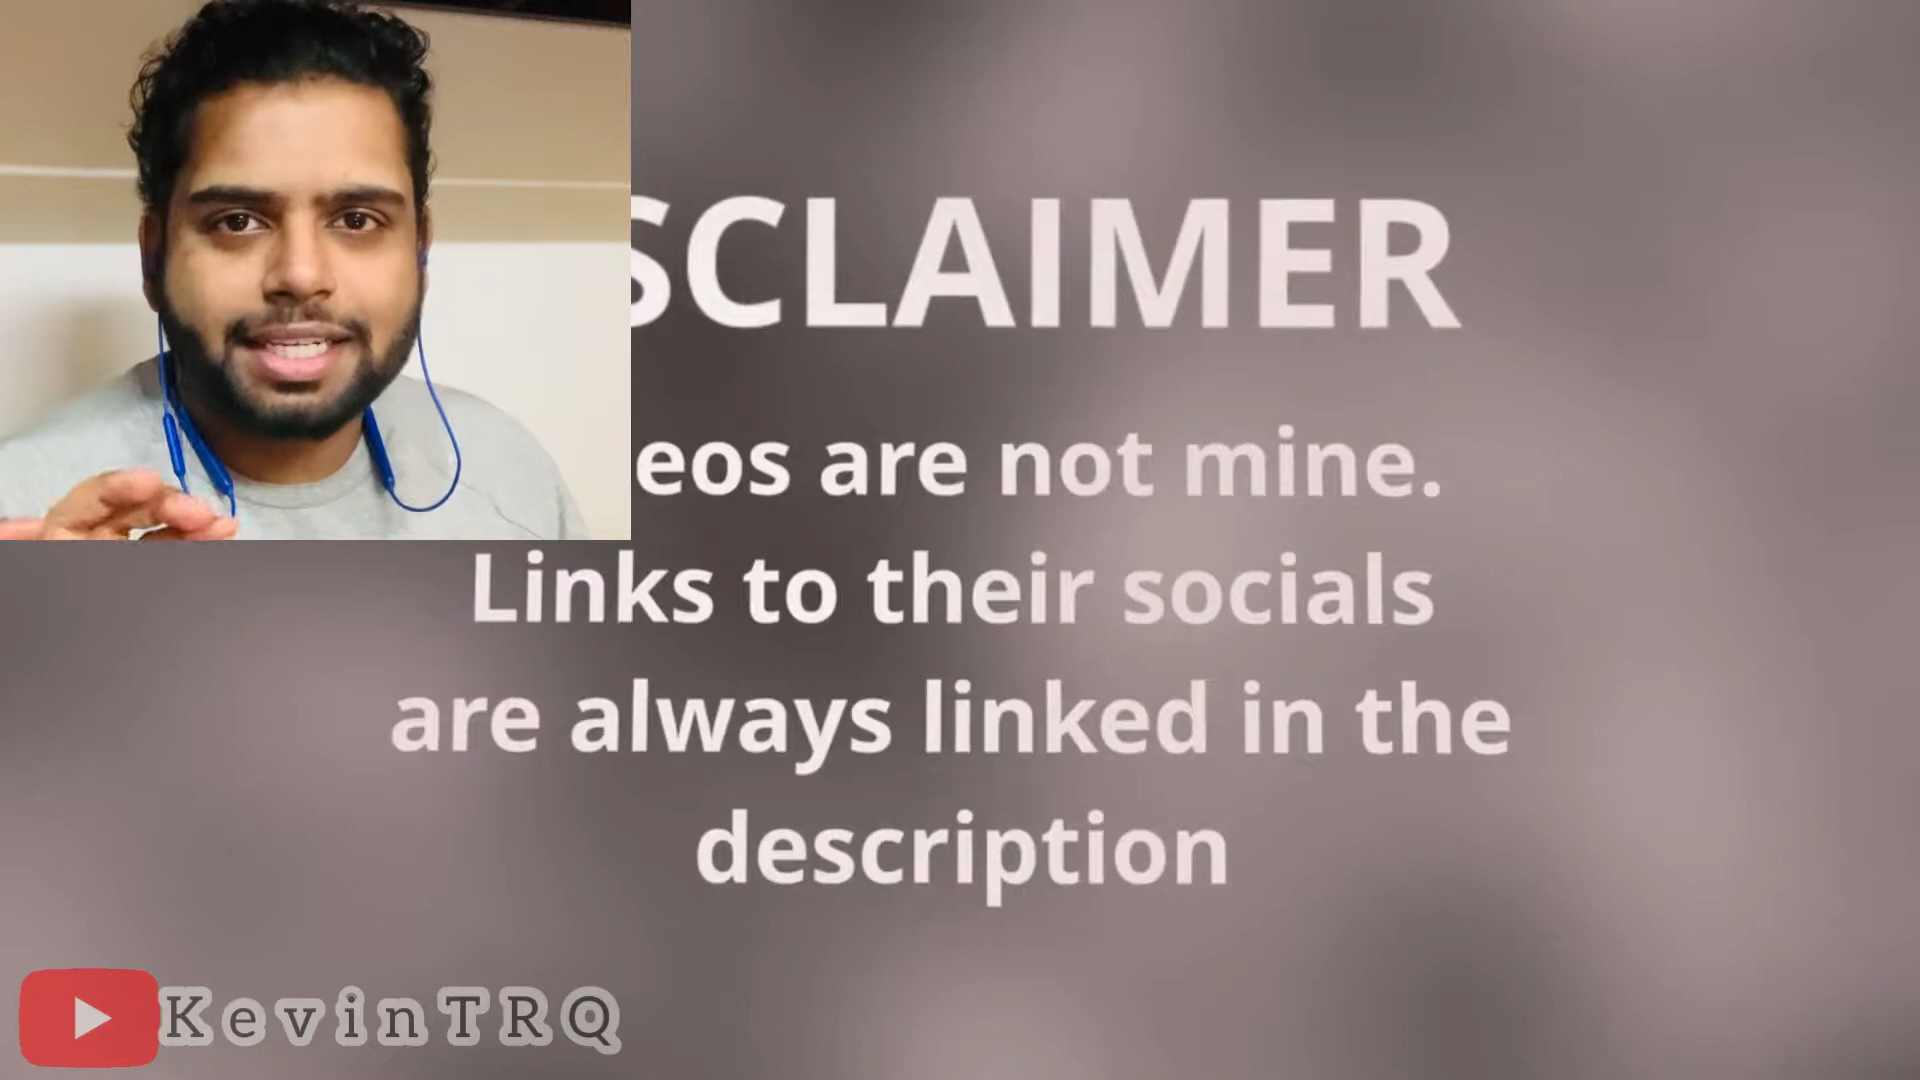 SCLAIMER
eos are not mine.
Links to their socials
are always linked in the
description
KevinTRQ